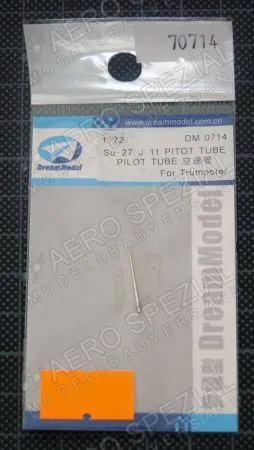 70714
www.dreammodel.com.cn
1:72
DM 0714
Su-27 J-11 PITOT TUBE
PILOT TUBE 空速管
For Trumpeter
DreamModel
DreamModel
AERO SPEZIAL
MODELLBAUVERSAND